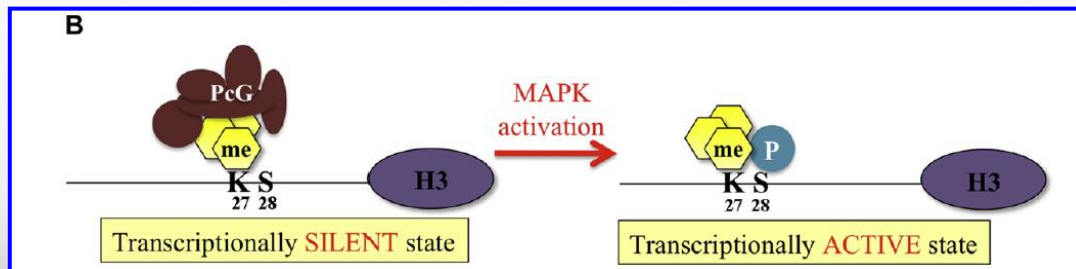 B
PcG
me
K S
27 28
H3
Transcriptionally SILENT state
MAPK
activation
me P
K S
27 28
H3
Transcriptionally ACTIVE state